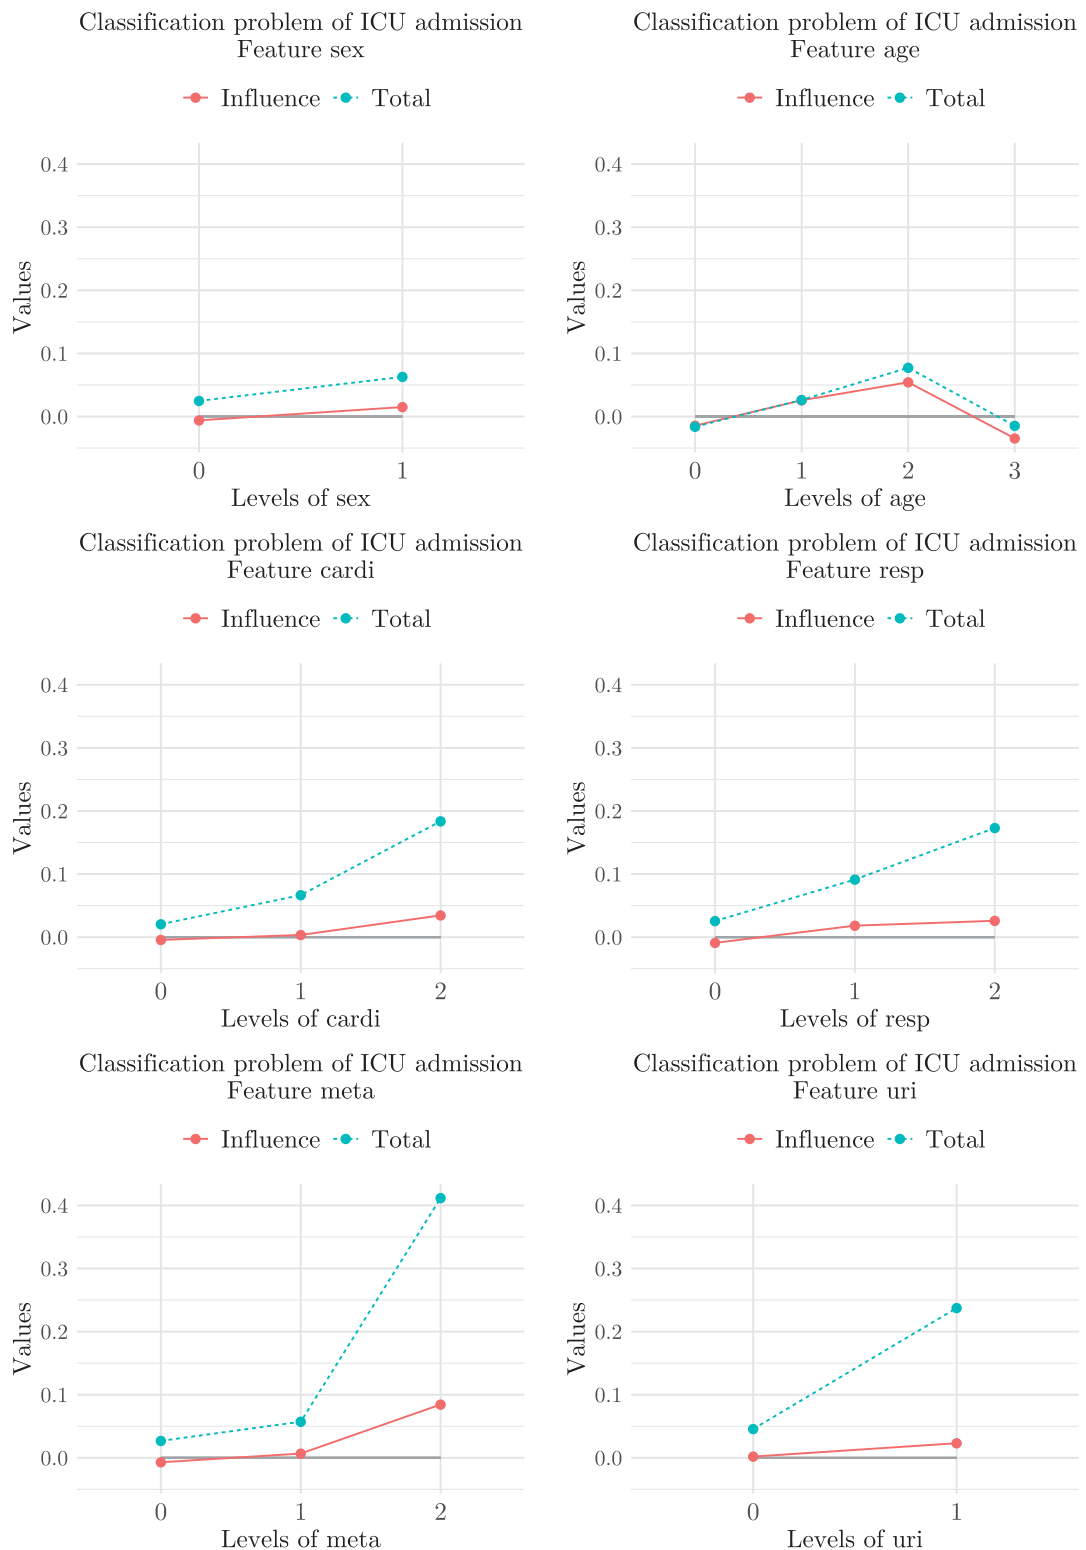 Classification problem of ICU admission
Feature sex
Influence Total
0.4
0.3
0.2
0.1
0.0
Values
0 1
Levels of sex
Classification problem of ICU admission
Feature age
Influence Total
0.4
0.3
0.2
0.1
0.0
Values
0 1 2 3
Levels of age
Classification problem of ICU admission
Feature cardi
Influence Total
0.4
0.3
0.2
0.1
0.0
Values
0 1 2
Levels of cardi
Classification problem of ICU admission
Feature resp
Influence Total
0.4
0.3
0.2
0.1
0.0
Values
0 1 2
Levels of resp
Classification problem of ICU admission
Feature meta
Influence Total
0.4
0.3
0.2
0.1
0.0
Values
0 1 2
Levels of meta
Classification problem of ICU admission
Feature uri
Influence Total
0.4
0.3
0.2
0.1
0.0
Values
0 1
Levels of uri